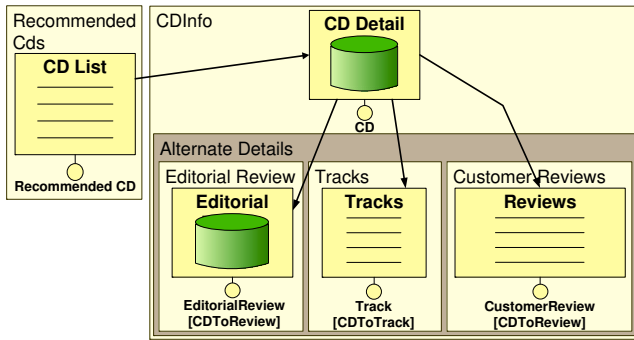 Recommended
Cds
CD List
Recommended CD
CDInfo
CD Detail
CD
Alternate Details
Editorial Review
Editorial
EditorialReview
[CDToReview]
Tracks
Tracks
Track
[CDToTrack]
Customer Reviews
Reviews
CustomerReview
[CDToReview]